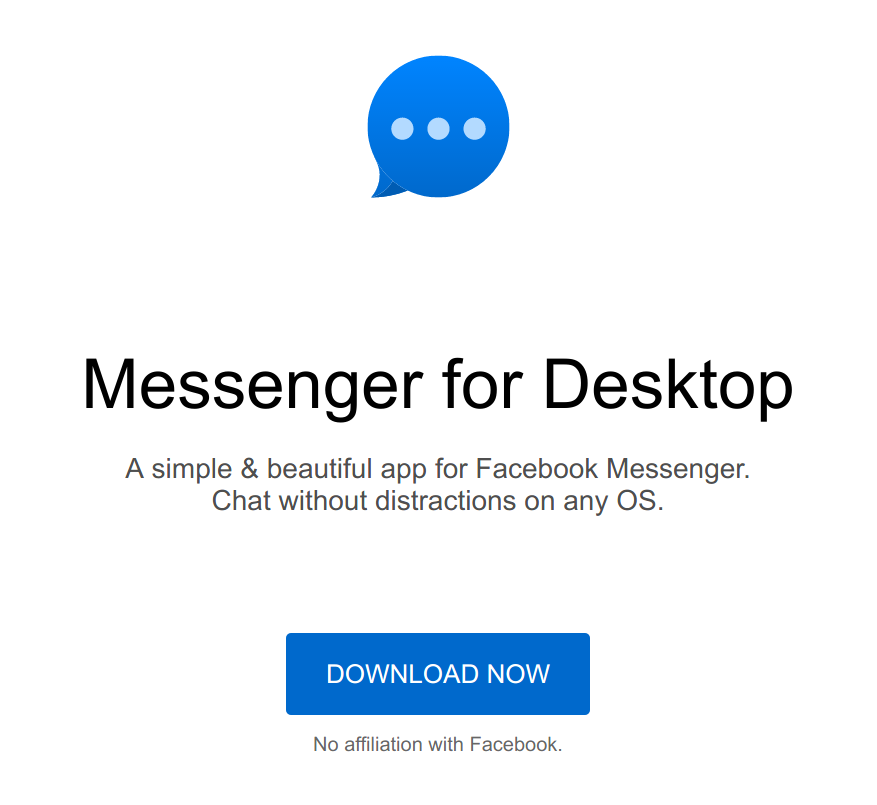 Messenger for Desktop
A simple & beautiful app for Facebook Messenger.
Chat without distractions on any OS.
DOWNLOAD NOW
No affiliation with Facebook.